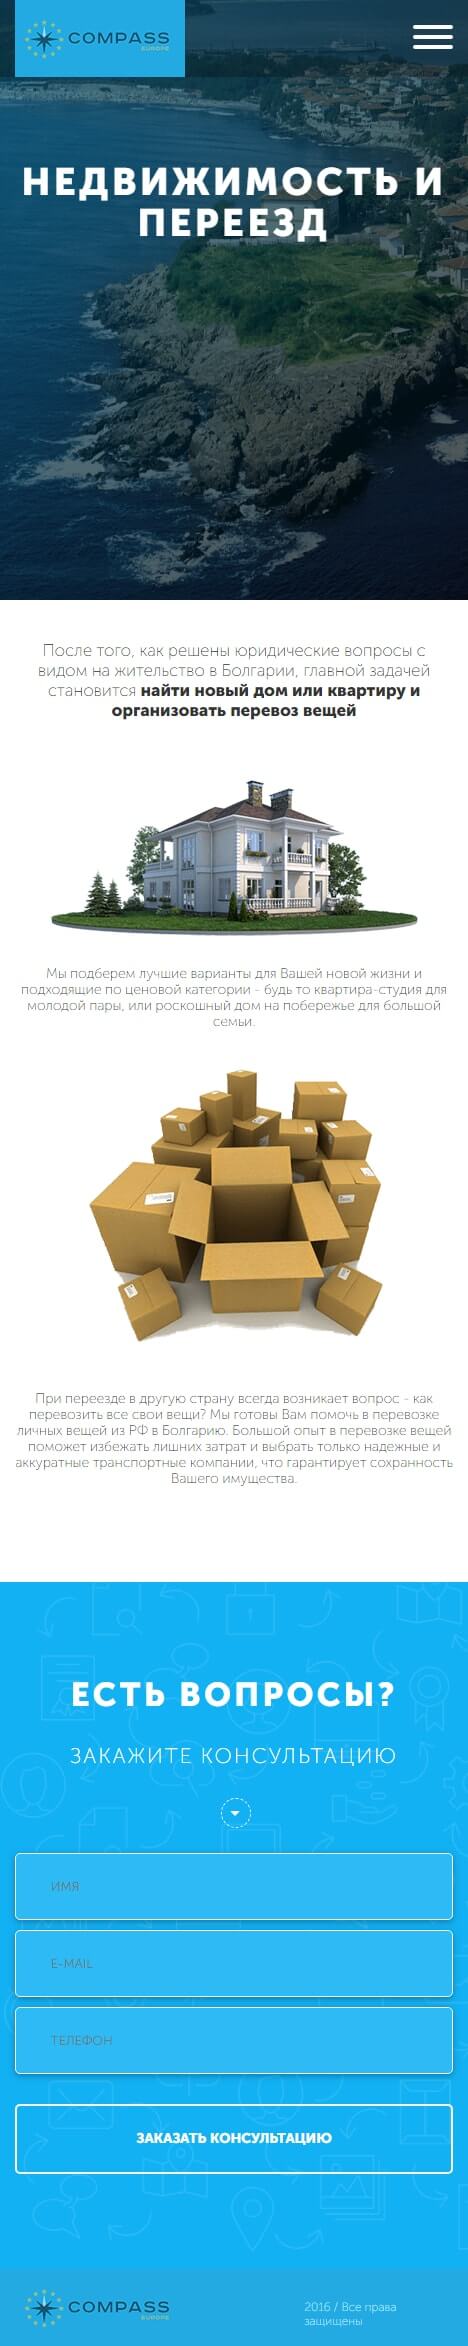 COMPASS
EUROPE
НЕДВИЖИМОСТЬ И
ПЕРЕЕЗД
После того, как решены юридические вопросы с
видом на жительство в Болгарии, главной задачей
становится найти новый дом или квартиру и
организовать перевоз вещей
Мы подберем лучшие варианты для Вашей новой жизни и
подходящие по ценовой категории - будь то квартира-студия для
молодой пары, или роскошный дом на побережье для большой
семьи.
При переезде в другую страну всегда возникает вопрос - как
перевозить все свои вещи? Мы готовы Вам помочь в перевозке
личных вещей из РФ в Болгарию. Большой опыт в перевозке вещей
поможет избежать лишних затрат и выбрать только надежные и
аккуратные транспортные компании, что гарантирует сохранность
Вашего имущества.
ЕСТЬ ВОПРОСЫ?
ЗАКАЖИТЕ КОНСУЛЬТАЦИЮ
ИМЯ
E-MAIL
ТЕЛЕФОН
ЗАКАЗАТЬ КОНСУЛЬТАЦИЮ
COMPASS
EUROPE
2016 / Все права
защищены